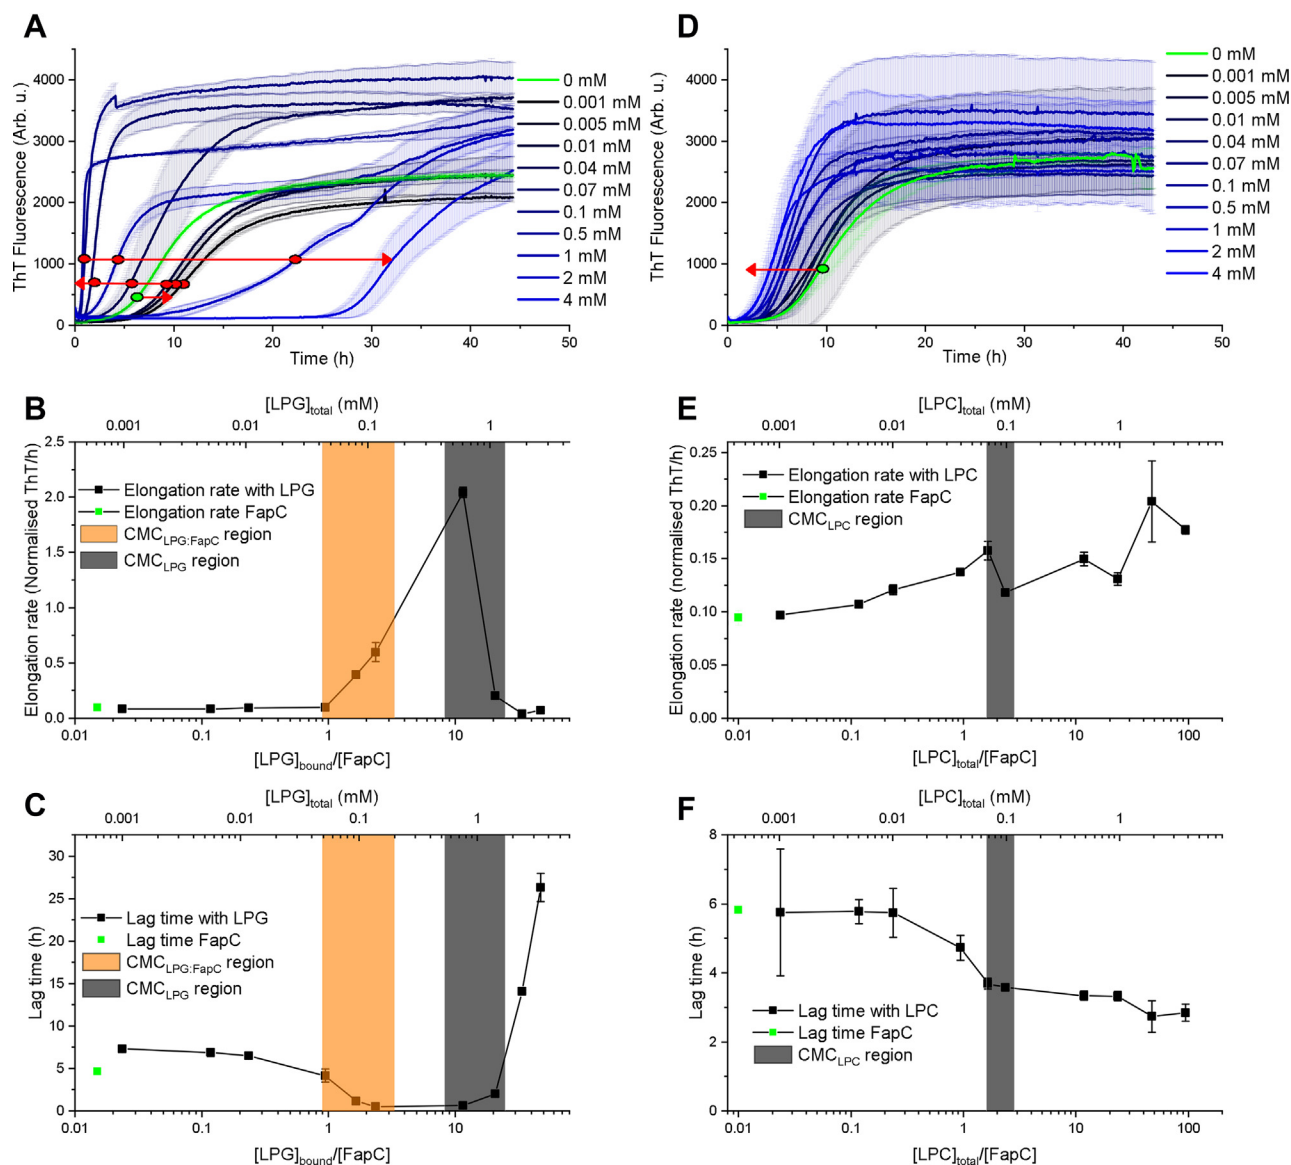 A
ThT Fluorescence (Arb. u.)
4000
3000
2000
1000
0
0 10 20 30 40 50
Time (h)
0 mM
0.001 mM
0.005 mM
0.01 mM
0.04 mM
0.07 mM
0.1 mM
0.5 mM
1 mM
2 mM
4 mM
D
ThT Fluorescence (Arb. u.)
4000
3000
2000
1000
0
0 10 20 30 40 50
Time (h)
0 mM
0.001 mM
0.005 mM
0.01 mM
0.04 mM
0.07 mM
0.1 mM
0.5 mM
1 mM
2 mM
4 mM
B
[LPG]total (mM)
0.001 0.01 0.1 1
Elongation rate (Normalised ThT/h)
2.5
2.0
1.5
1.0
0.5
0.0
Elongation rate with LPG
Elongation rate FapC
CMCLPG:FapC region
CMCLPG region
0.01 0.1 1 10
[LPG]bound/[FapC]
E
[LPC]total (mM)
0.001 0.01 0.1 1
Elongation rate (normalised ThT/h)
0.25
0.20
0.15
0.10
0.05
0.00
Elongation rate with LPC
Elongation rate FapC
CMCLPC region
0.01 0.1 1 10 100
[LPC]total/[FapC]
C
[LPG]total (mM)
0.001 0.01 0.1 1
Lag time (h)
30
25
20
15
10
5
0
Lag time with LPG
Lag time FapC
CMCLPG:FapC region
CMCLPG region
0.01 0.1 1 10
[LPG]bound/[FapC]
F
[LPC]total (mM)
0.001 0.01 0.1 1
Lag time (h)
8
6
4
2
0
Lag time with LPC
Lag time FapC
CMCLPC region
0.01 0.1 1 10 100
[LPC]total/[FapC]